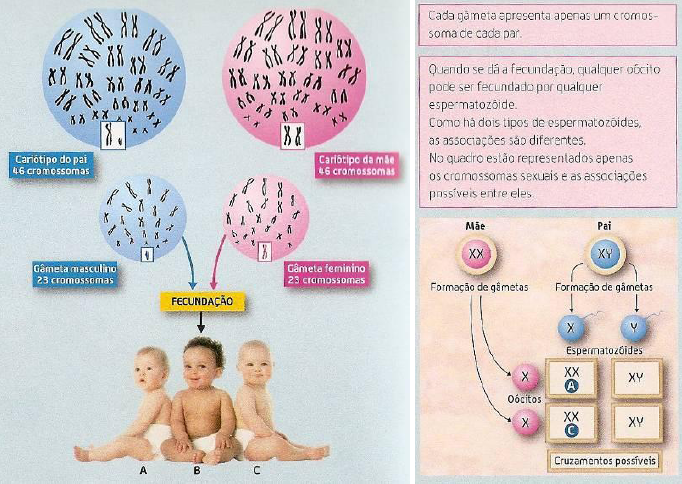 Cariótipo do pai
46 cromossomas
Cariótipo da mãe
46 cromossomas
Gâmeta masculino
23 cromossomas
Gâmeta feminino
23 cromossomas
FECUNDAÇÃO
A B C
Cada gâmeta apresenta apenas um cromos-
soma de cada par.
Quando se dá a fecundação, qualquer oócito
pode ser fecundado por qualquer
espermatozóide.
Como há dois tipos de espermatozóides,
as associações são diferentes.
No quadro estão representados apenas
os cromossomas sexuais e as associações
possíveis entre eles.
Mãe Pai
XX XY
Formação de gâmetas Formação de gâmetas
X Y
Espermatozóides
X XX XY
A
Oócitos
X XX XY
C
Cruzamentos possíveis